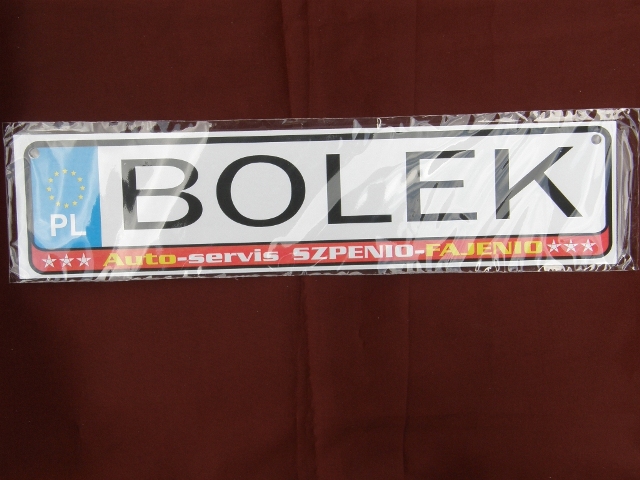 BOLEK
PL
Auto-servis SZPENIO-FAJENIO